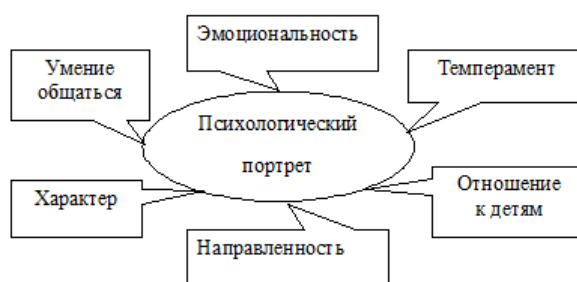 Эмоциональность
Умение
общаться
Темперамент
Психологический
портрет
Характер
Отношение
к детям
Направленность